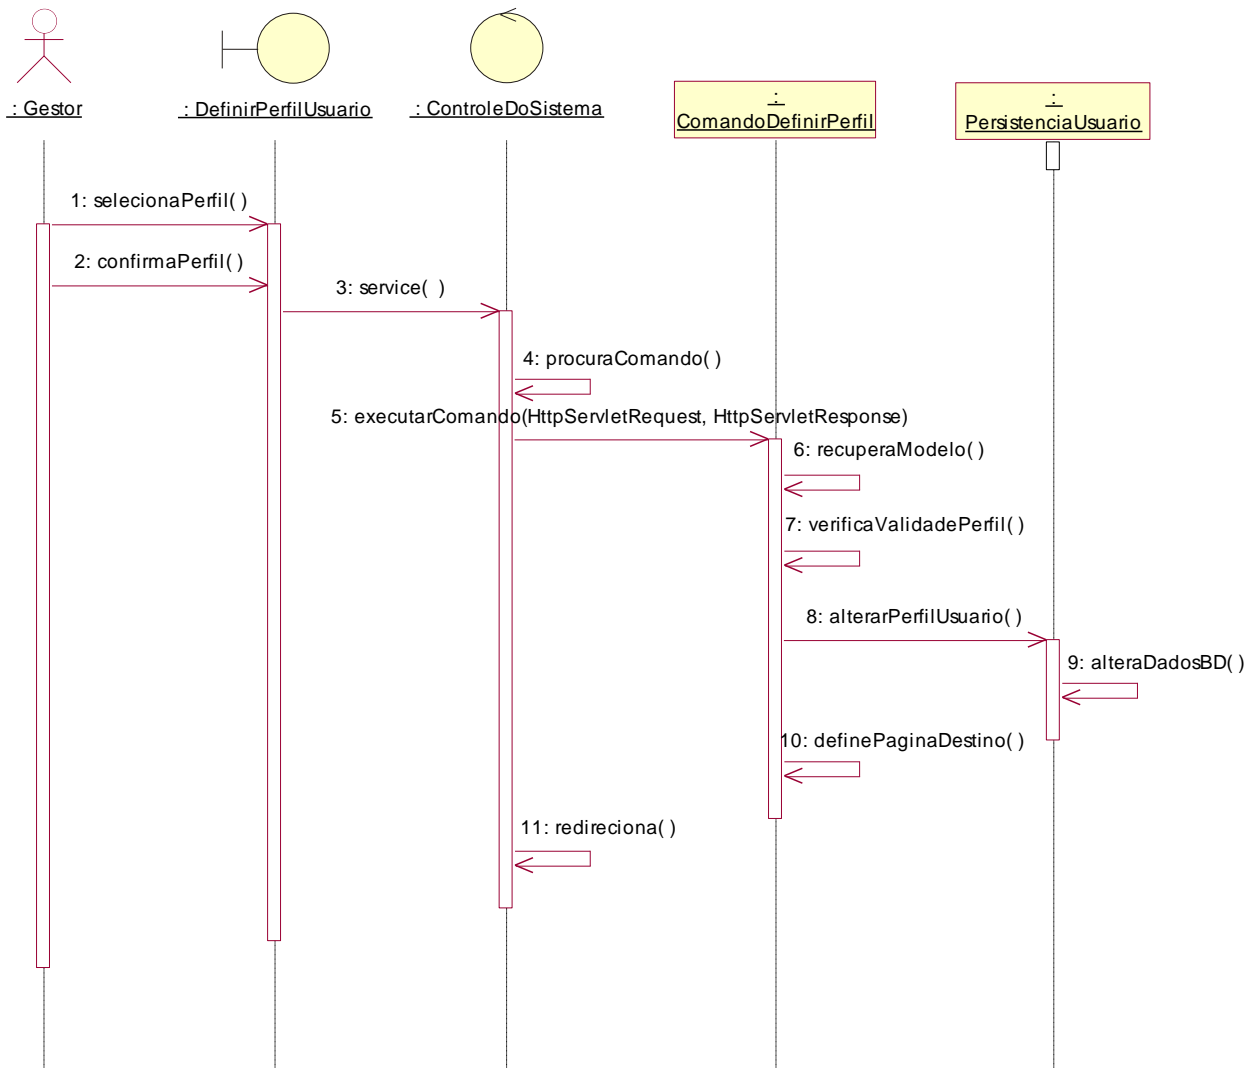 : Gestor
: DefinirPerfilUsuario
: ControleDoSistema
:
ComandoDefinirPerfil
:
PersistenciaUsuario
1: selecionaPerfil( )
2: confirmaPerfil( )
3: service( )
4: procuraComando( )
5: executarComando(HttpServletRequest, HttpServletResponse)
6: recuperaModelo( )
7: verificaValidadePerfil( )
8: alterarPerfilUsuario( )
9: alteraDadosBD( )
10: definePaginaDestino( )
11: redireciona( )